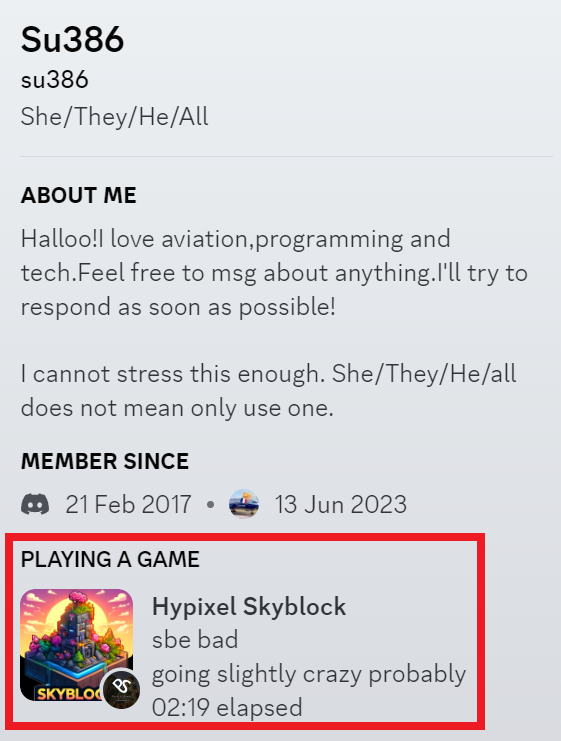 Su386
su386
She/They/He/All
ABOUT ME
Halloo!I love aviation,programming and
tech.Feel free to msg about anything.I'll try to
respond as soon as possible!
I cannot stress this enough. She/They/He/all
does not mean only use one.
MEMBER SINCE
21 Feb 2017 • 13 Jun 2023
PLAYING A GAME
Hypixel Skyblock
sbe bad
going slightly crazy probably
02:19 elapsed